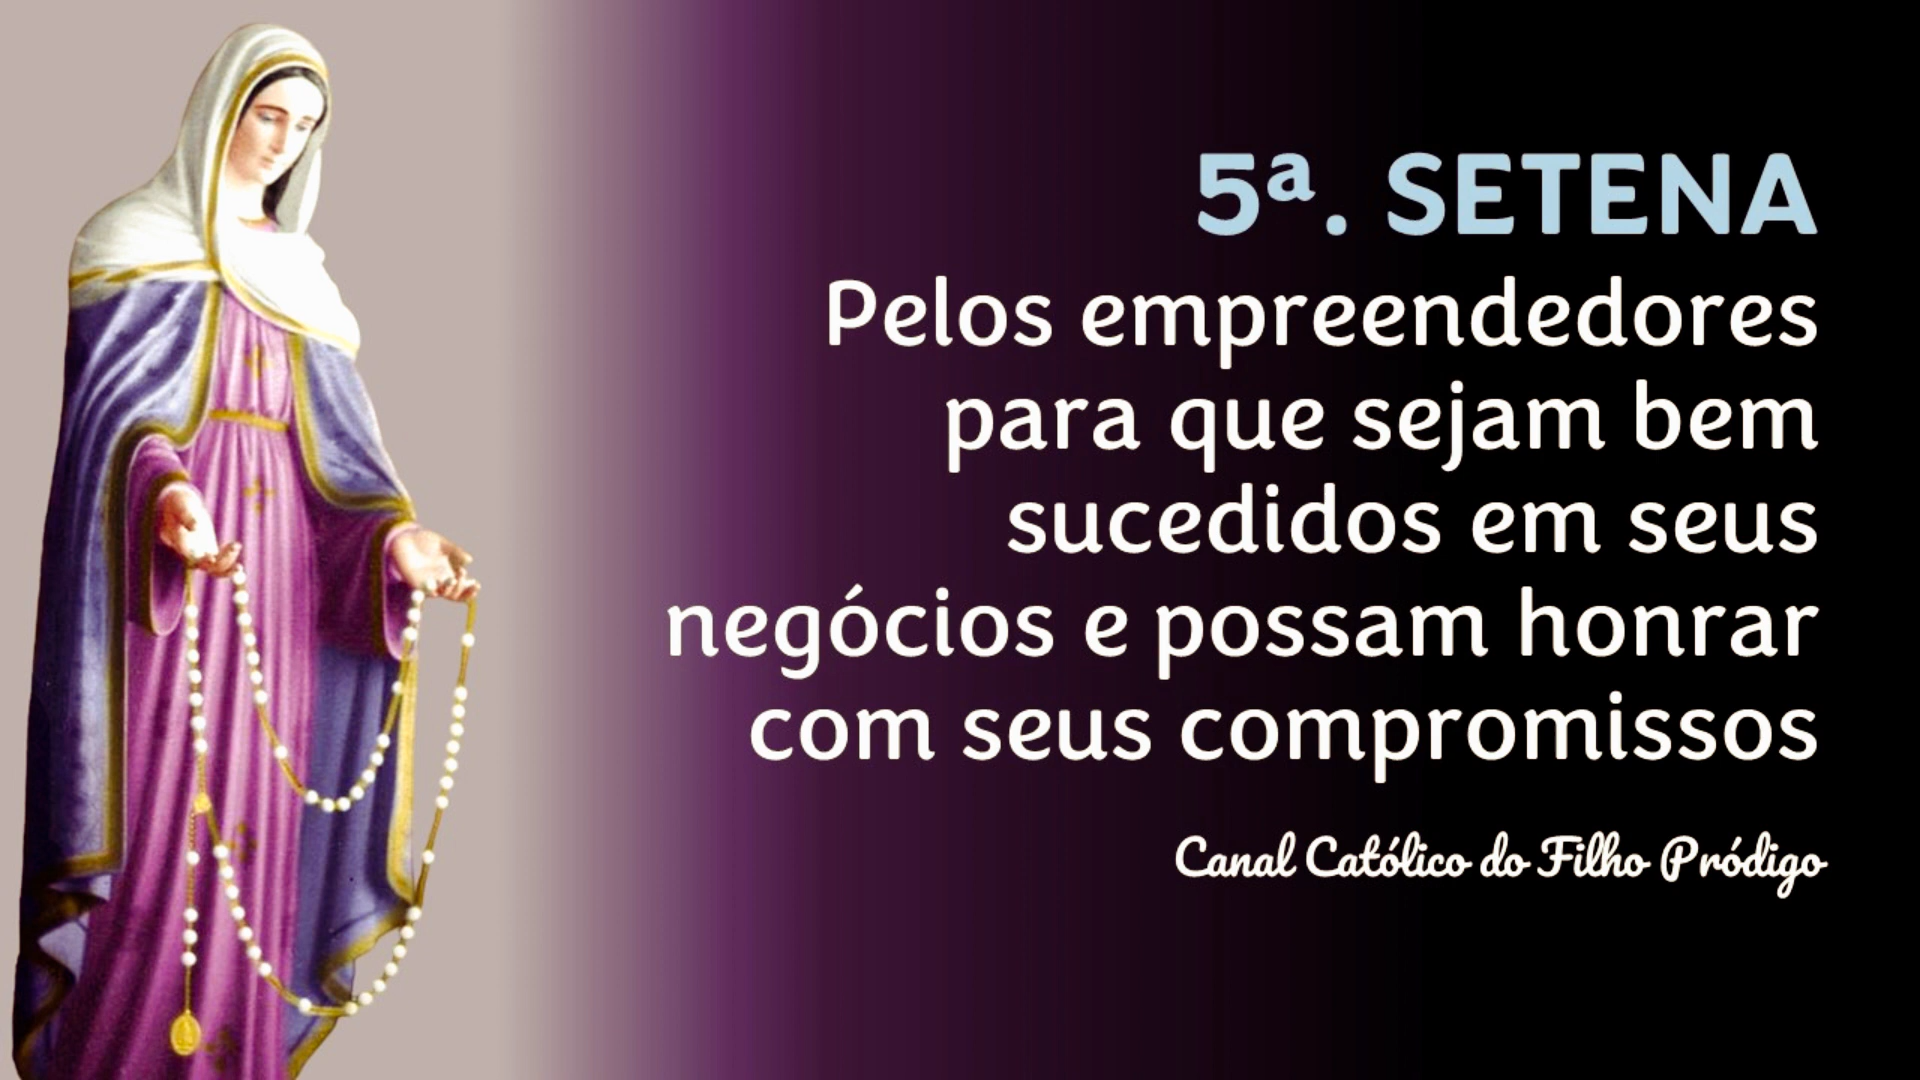 5ª. SETENA
Pelos empreendedores
para que sejam bem
sucedidos em seus
negócios e possam honrar
com seus compromissos
Canal Católico do Filho Pródigo